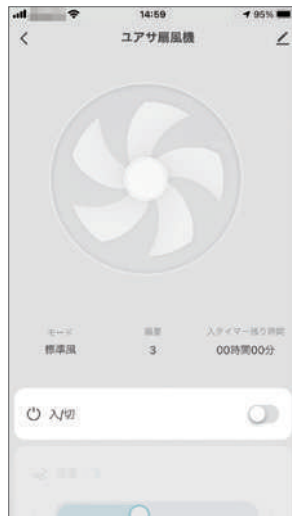 14:59
95%
ユアサ扇風機
モード
風量
入タイマー残り時間
標準風
3
00時間00分
入/切